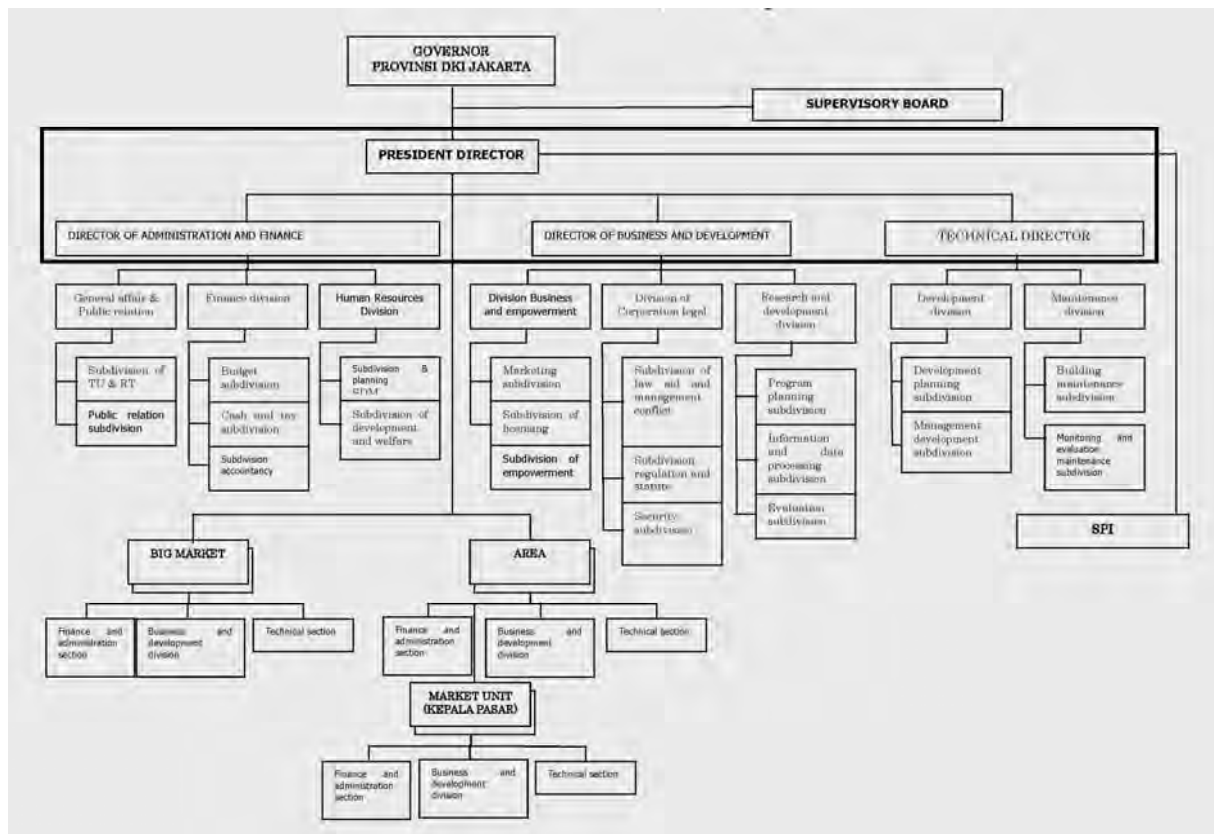 GOVERNOR
PROVINSI DKI JAKARTA
SUPERVISORY BOARD
PRESIDENT DIRECTOR
DIRECTOR OF ADMINISTRATION AND FINANCE
DIRECTOR OF BUSINESS AND DEVELOPMENT
TECHNICAL DIRECTOR
General affair &
Public relation
Finance division
Human Resources
Division
Division Business
and empowerment
Division of
Corporation legal
Research and
development
division
Development
division
Maintenance
division
Subdivision of
TU & RT
Public relation
subdivision
Budget
subdivision
Cash and tax
subdivision
Subdivision
accountancy
Subdivision &
planning
Subdivision of
development
and welfare
Marketing
subdivision
Subdivision of
Subdivision of
empowerment
Subdivision of
law aid and
management
conflict
Subdivision
regulation and
statute
Security
subdivision
Program
planning
subdivision
Information
and data
processing
subdivision
Evaluation
subdivision
Development
planning
subdivision
Management
development
subdivision
Building
maintenance
subdivision
Monitoring and
evaluation
maintenance
subdivision
SPI
BIG MARKET
AREA
Finance and
administration
section
Business and
development
division
Technical section
Finance and
administration
section
Business and
development
division
Technical section
MARKET UNIT
(KEPALA PASAR)
Finance and
administration
section
Business and
development
division
Technical section